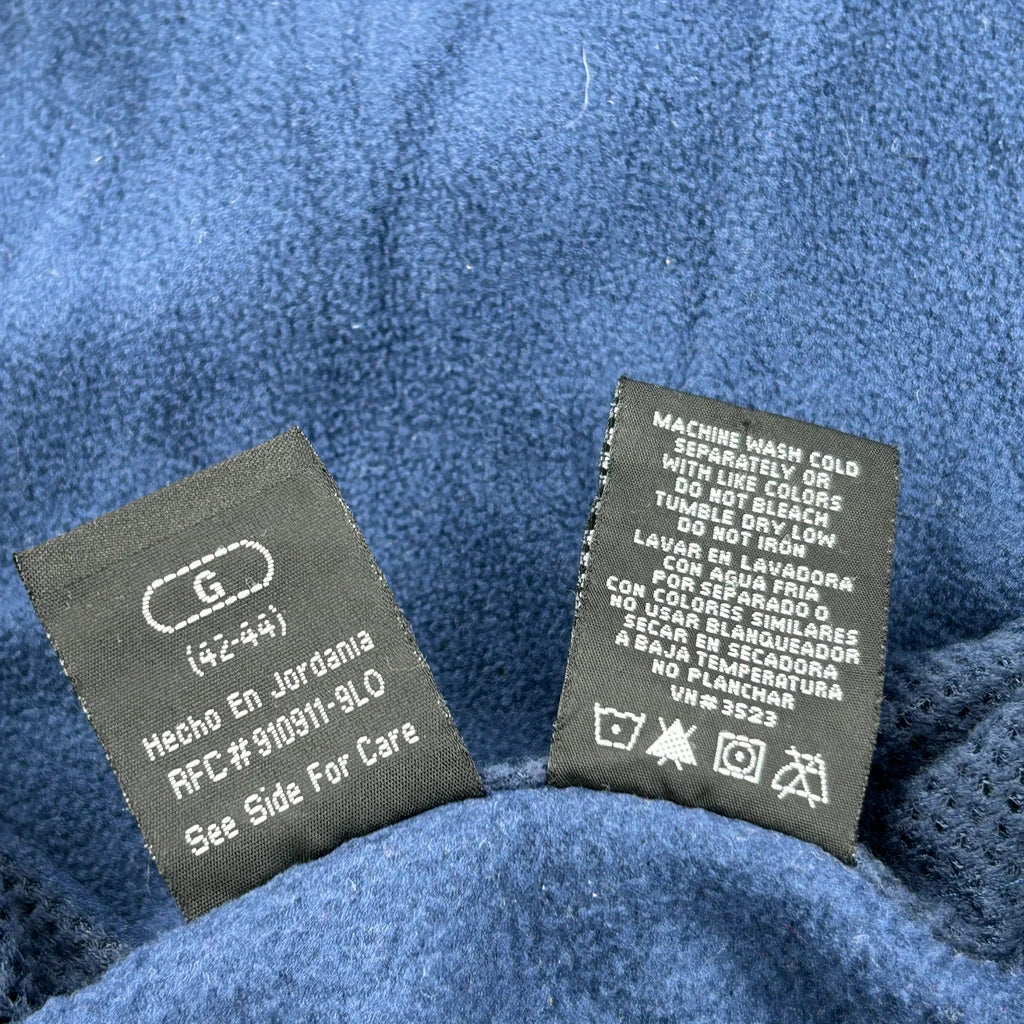 G
(42-44)
Hecho En Jordania
RFC#910911-9L0
See Side For Care
MACHINE WASH COLD
SEPARATELY OR
WITH LIKE COLORS
DO NOT BLEACH
TUMBLE DRY LOW
DO NOT IRON
LAVAR EN LAVADORA
CON AGUA FRIA
POR SEPARADO O
CON COLORES SIMILARES
NO USAR BLANQUEADOR
SECAR EN SECADORA
A BAJA TEMPERATURA
NO PLANCHAR
VN#3523